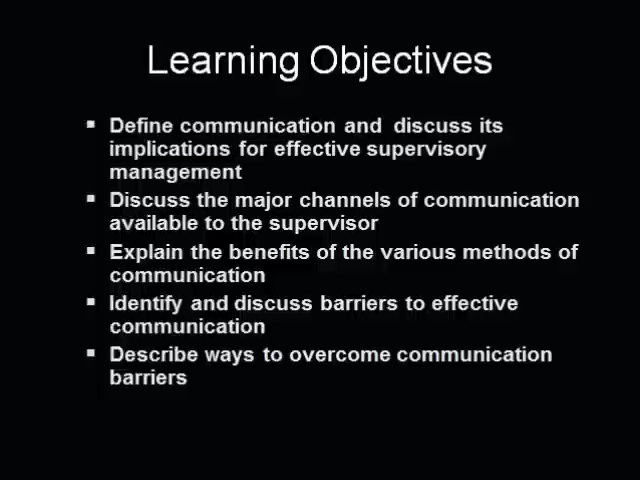 Learning Objectives
▪ Define communication and discuss its
implications for effective supervisory
management
▪ Discuss the major channels of communication
available to the supervisor
▪ Explain the benefits of the various methods of
communication
▪ Identify and discuss barriers to effective
communication
▪ Describe ways to overcome communication
barriers